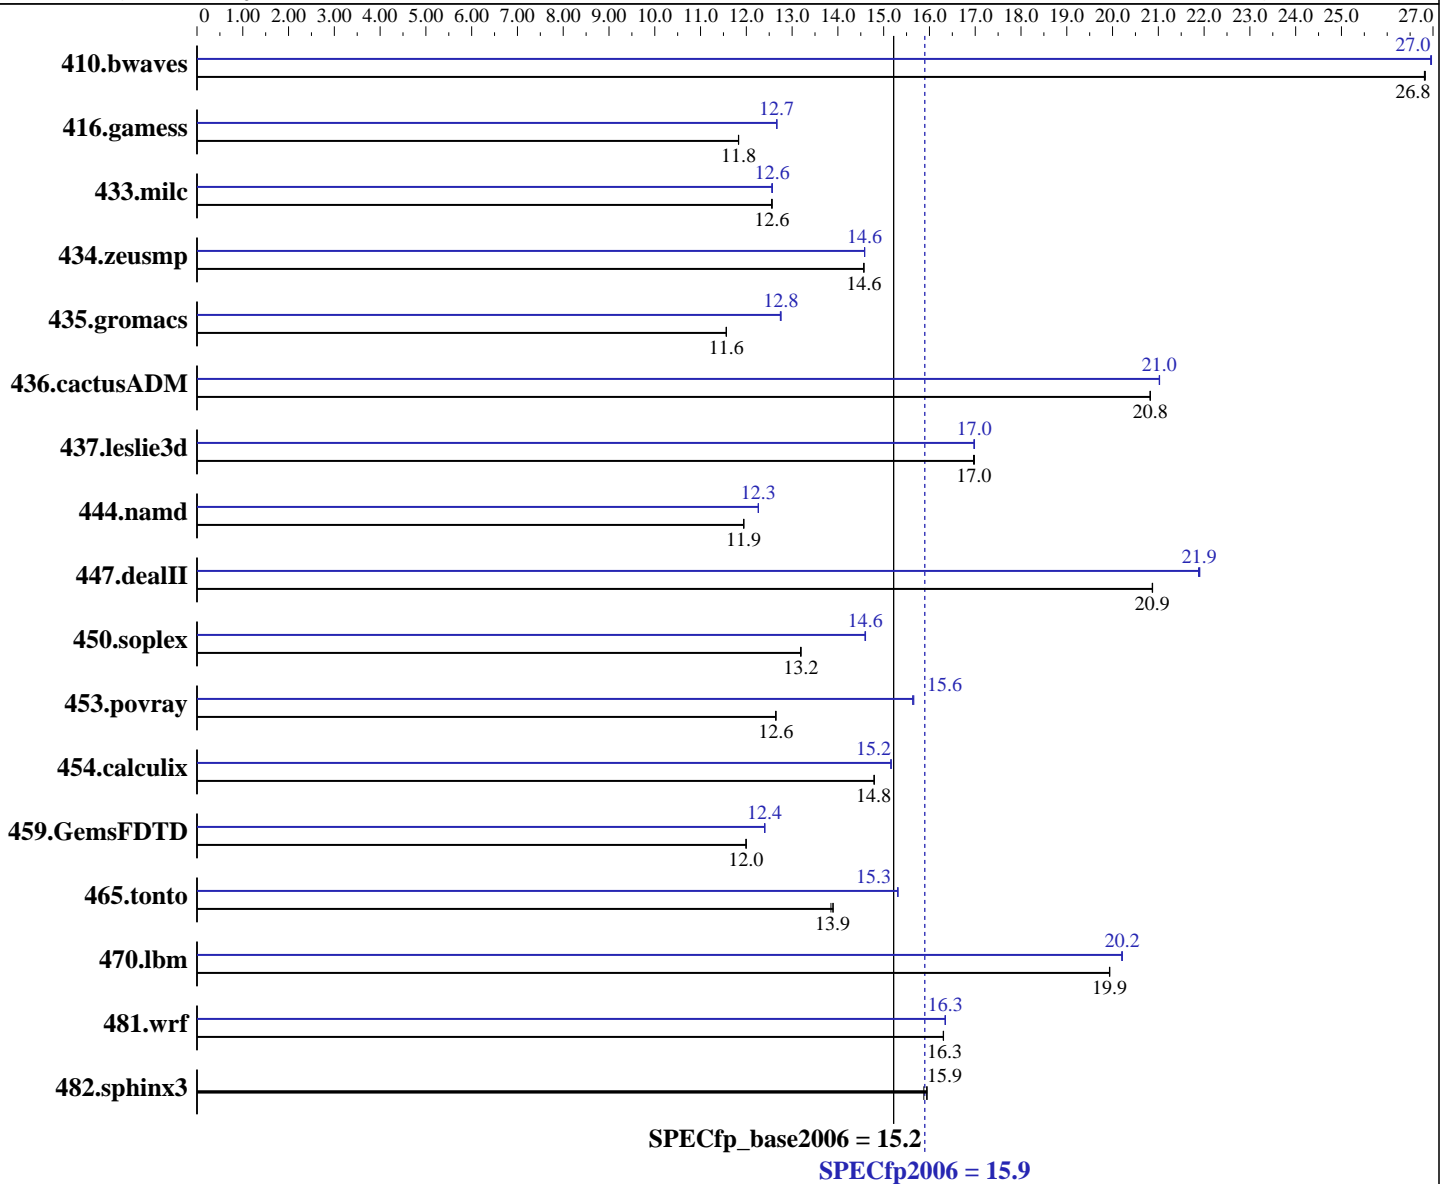 0 1.00 2.00 3.00 4.00 5.00 6.00 7.00 8.00 9.00 10.0 11.0 12.0 13.0 14.0 15.0 16.0 17.0 18.0 19.0 20.0 21.0 22.0 23.0 24.0 25.0 27.0
27.0
410.bwaves
26.8
12.7
416.gamess
11.8
12.6
433.milc
12.6
14.6
434.zeusmp
14.6
12.8
435.gromacs
11.6
21.0
436.cactusADM
20.8
17.0
437.leslie3d
17.0
12.3
444.namd
11.9
21.9
447.dealII
20.9
14.6
450.soplex
13.2
15.6
453.povray
12.6
15.2
454.calculix
14.8
12.4
459.GemsFDTD
12.0
15.3
465.tonto
13.9
20.2
470.lbm
19.9
16.3
481.wrf
16.3
15.9
482.sphinx3
SPECfp_base2006 = 15.2
SPECfp2006 = 15.9